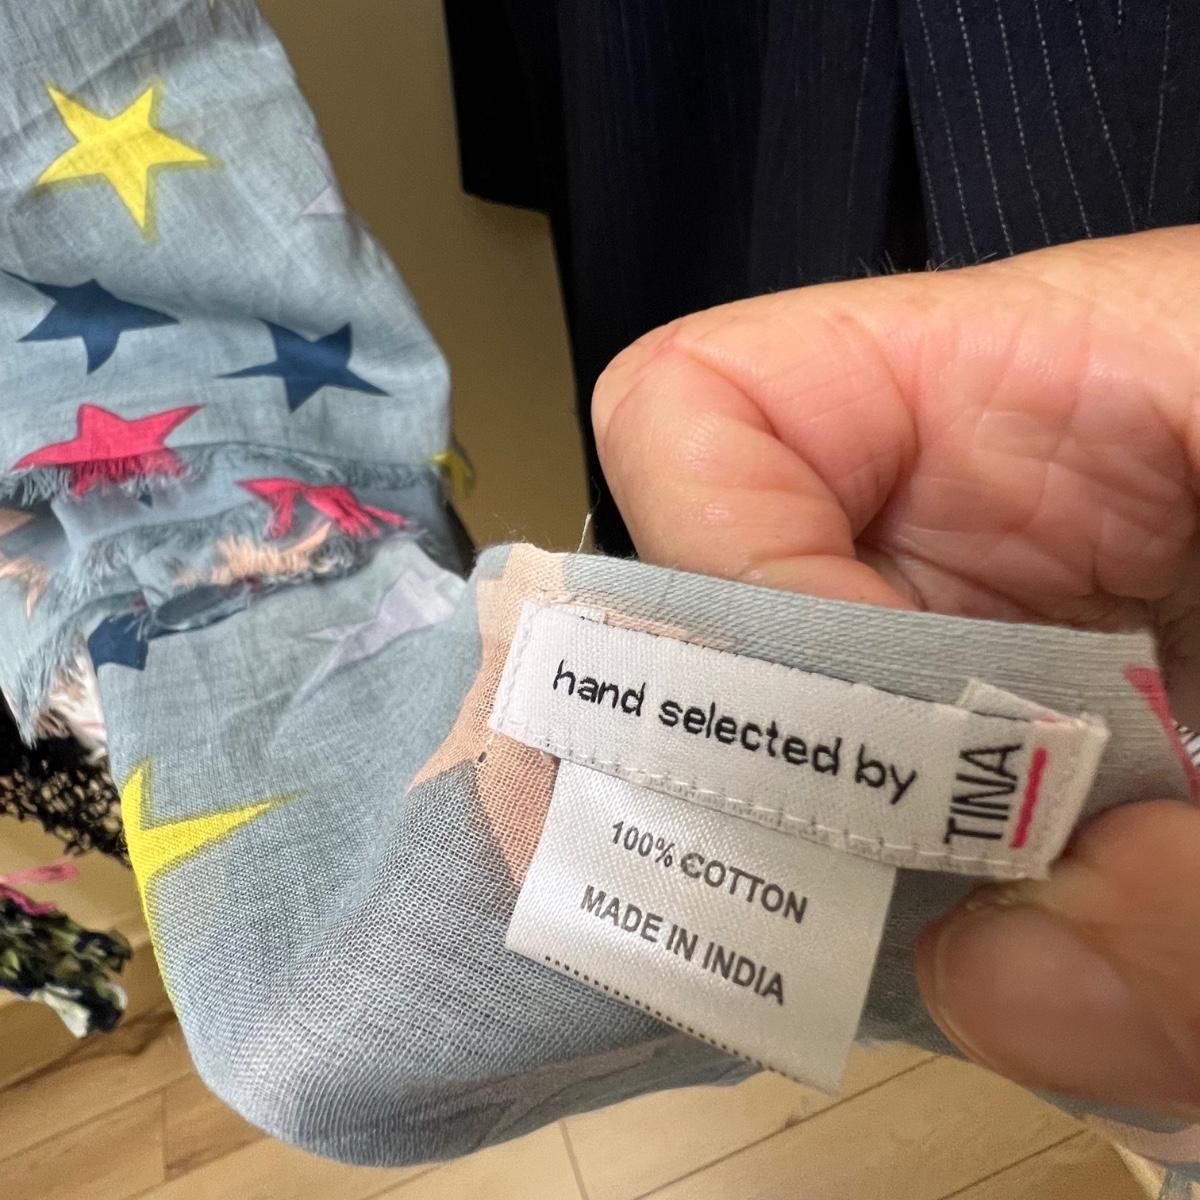 hand selected by TINA
100% COTTON
MADE IN INDIA